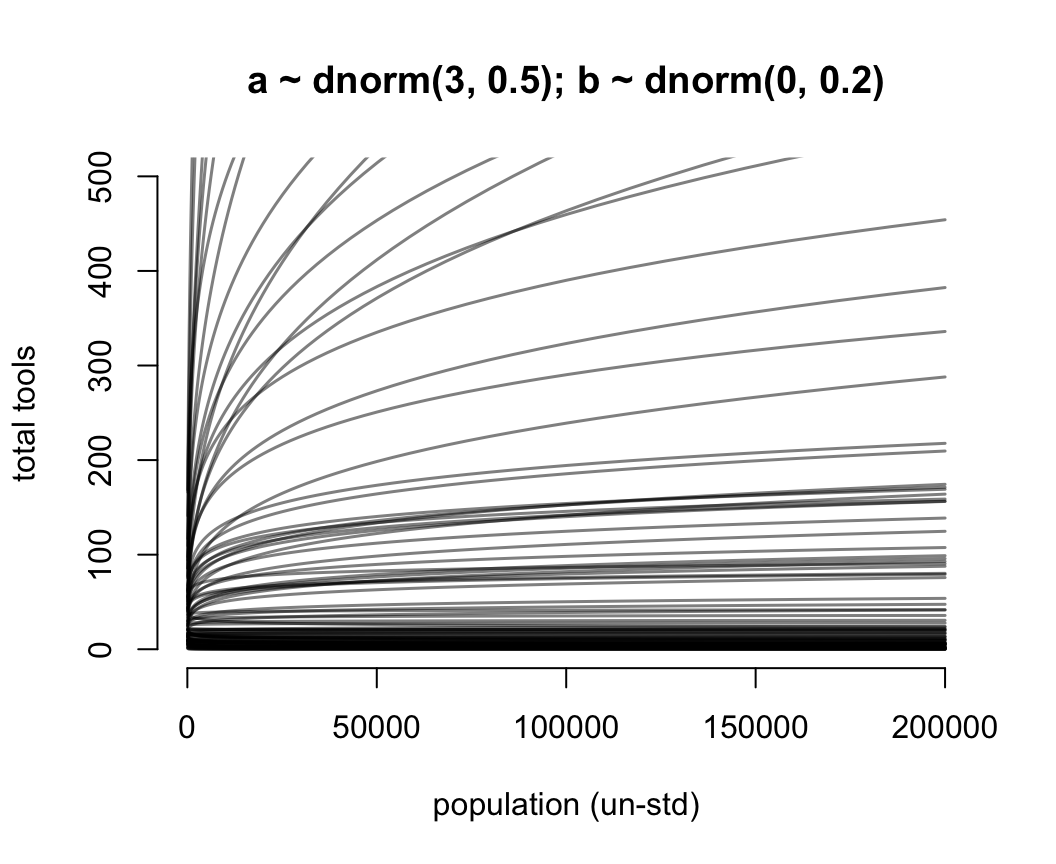 a ~ dnorm(3, 0.5); b ~ dnorm(0, 0.2)
500
400
300
200
100
0
total tools
0 50000 100000 150000 200000
population (un-std)